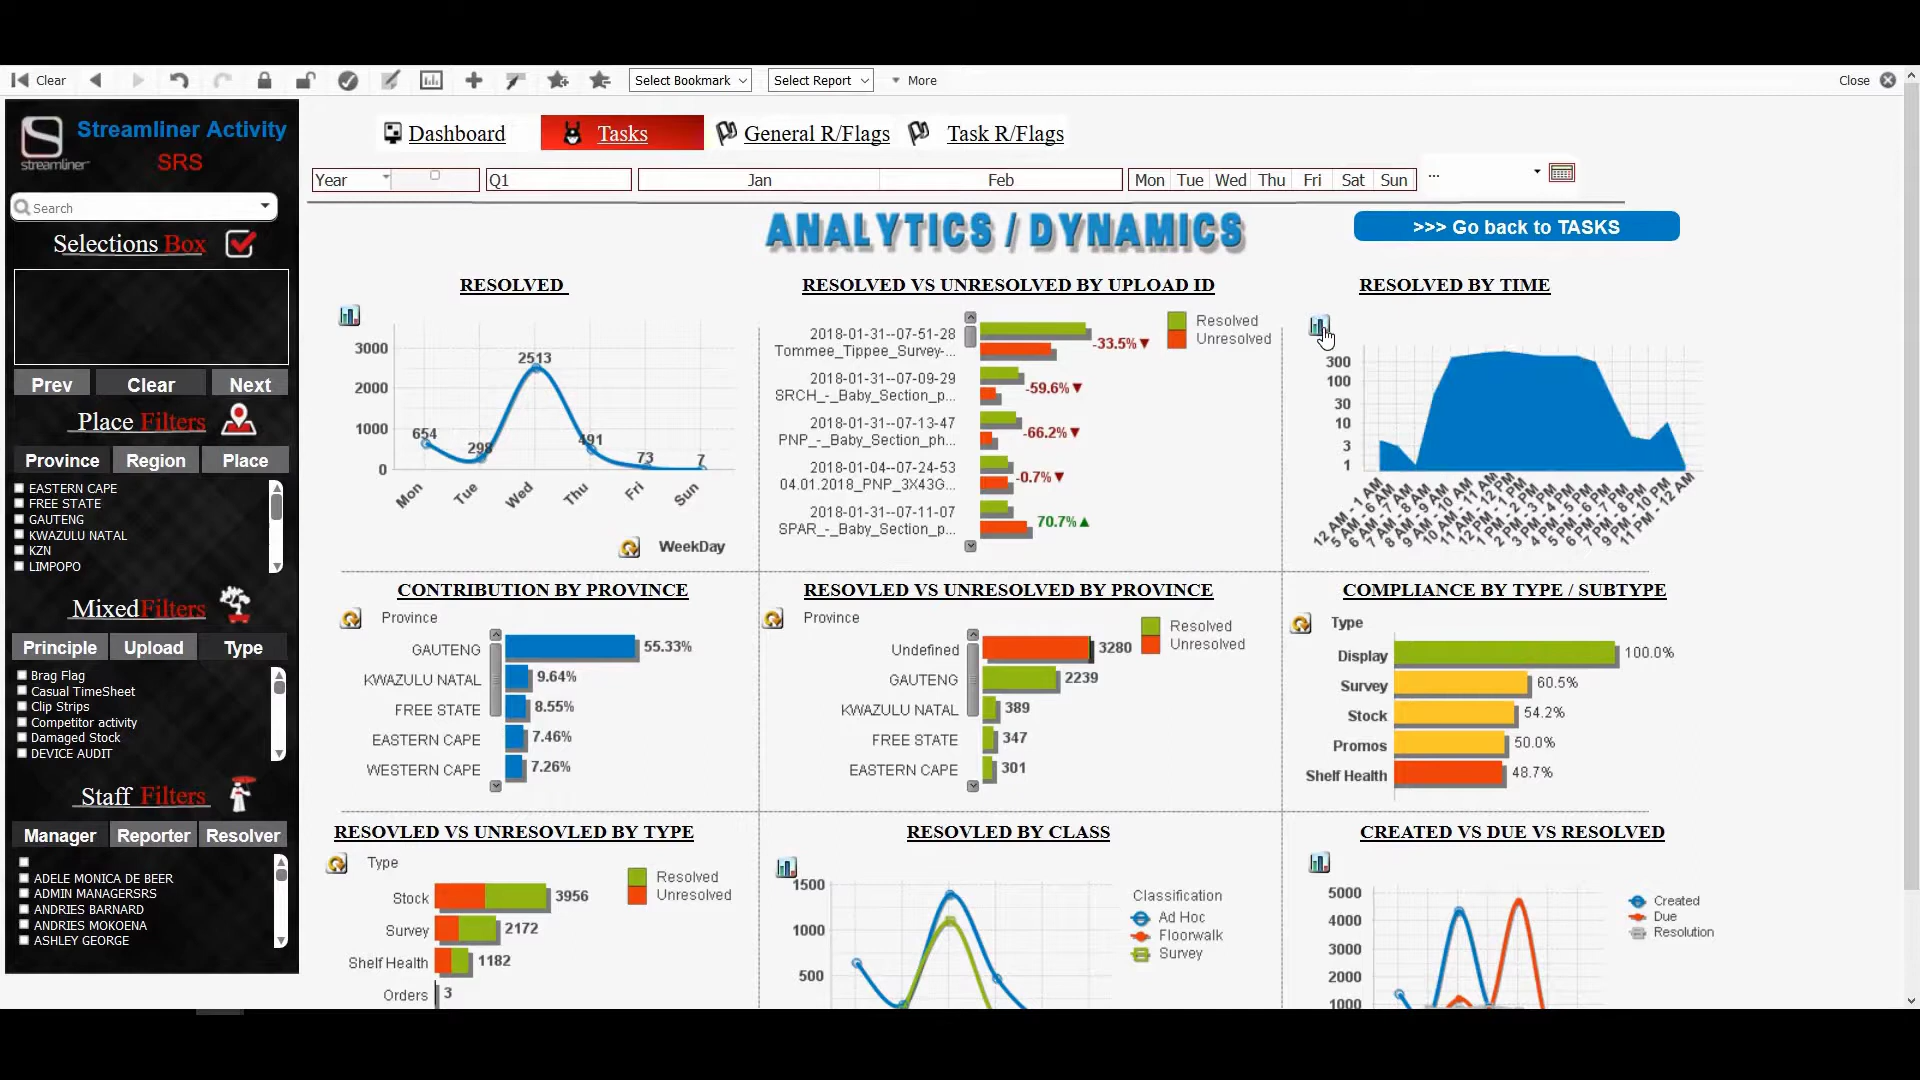 Clear
Select Bookmark
Select Report
More
Close
Streamliner Activity
SRS
streamliner
Search
Selections Box
Prev Clear Next
Place Filters
Province Region Place
EASTERN CAPE
FREE STATE
GAUTENG
KWAZULU NATAL
KZN
LIMPOPO
MixedFilters
Principle Upload Type
Brag Flag
Casual TimeSheet
Clip Strips
Competitor activity
Damaged Stock
DEVICE AUDIT
Staff Filters
Manager Reporter Resolver
ADELE MONICA DE BEER
ADMIN MANAGERSRS
ANDRIES BARNARD
ANDRIES MOKOENA
ASHLEY GEORGE
Dashboard Tasks General R/Flags Task R/Flags
Year Q1 Jan Feb Mon Tue Wed Thu Fri Sat Sun ...
ANALYTICS / DYNAMICS
>>> Go back to TASKS
RESOLVED
3000
2000
1000
0
654
298
2513
491
73
7
Mon Tue Wed Thu Fri Sun
WeekDay
RESOLVED VS UNRESOLVED BY UPLOAD ID
Resolved
Unresolved
2018-01-31--07-51-28
Tommee_Tippee_Survey-...
-33.5%▼
2018-01-31--07-09-29
SRCH_-_Baby_Section_p...
-59.6%▼
2018-01-31--07-13-47
PNP_-_Baby_Section_ph...
-66.2%▼
2018-01-04--07-24-53
04.01.2018_PNP_3X43G...
-0.7%▼
2018-01-31--07-11-07
SPAR_-_Baby_Section_p...
70.7%▲
RESOLVED BY TIME
300
100
30
10
3
1
12 AM - 1 AM
5 AM - 6 AM
6 AM - 7 AM
7 AM - 8 AM
8 AM - 9 AM
9 AM - 10 AM
10 AM - 11 AM
11 AM - 12 PM
12 PM - 1 PM
1 PM - 2 PM
2 PM - 3 PM
3 PM - 4 PM
4 PM - 5 PM
5 PM - 6 PM
6 PM - 7 PM
7 PM - 8 PM
9 PM - 10 PM
11 PM - 12 AM
CONTRIBUTION BY PROVINCE
Province
GAUTENG 55.33%
KWAZULU NATAL 9.64%
FREE STATE 8.55%
EASTERN CAPE 7.46%
WESTERN CAPE 7.26%
RESOVLED VS UNRESOLVED BY PROVINCE
Province
Resolved
Unresolved
Undefined 3280
GAUTENG 2239
KWAZULU NATAL 389
FREE STATE 347
EASTERN CAPE 301
COMPLIANCE BY TYPE / SUBTYPE
Type
Display 100.0%
Survey 60.5%
Stock 54.2%
Promos 50.0%
Shelf Health 48.7%
RESOVLED VS UNRESOVLED BY TYPE
Type
Resolved
Unresolved
Stock 3956
Survey 2172
Shelf Health 1182
Orders 3
RESOVLED BY CLASS
1500
1000
500
Classification
Ad Hoc
Floorwalk
Survey
CREATED VS DUE VS RESOLVED
5000
4000
3000
2000
1000
Created
Due
Resolution